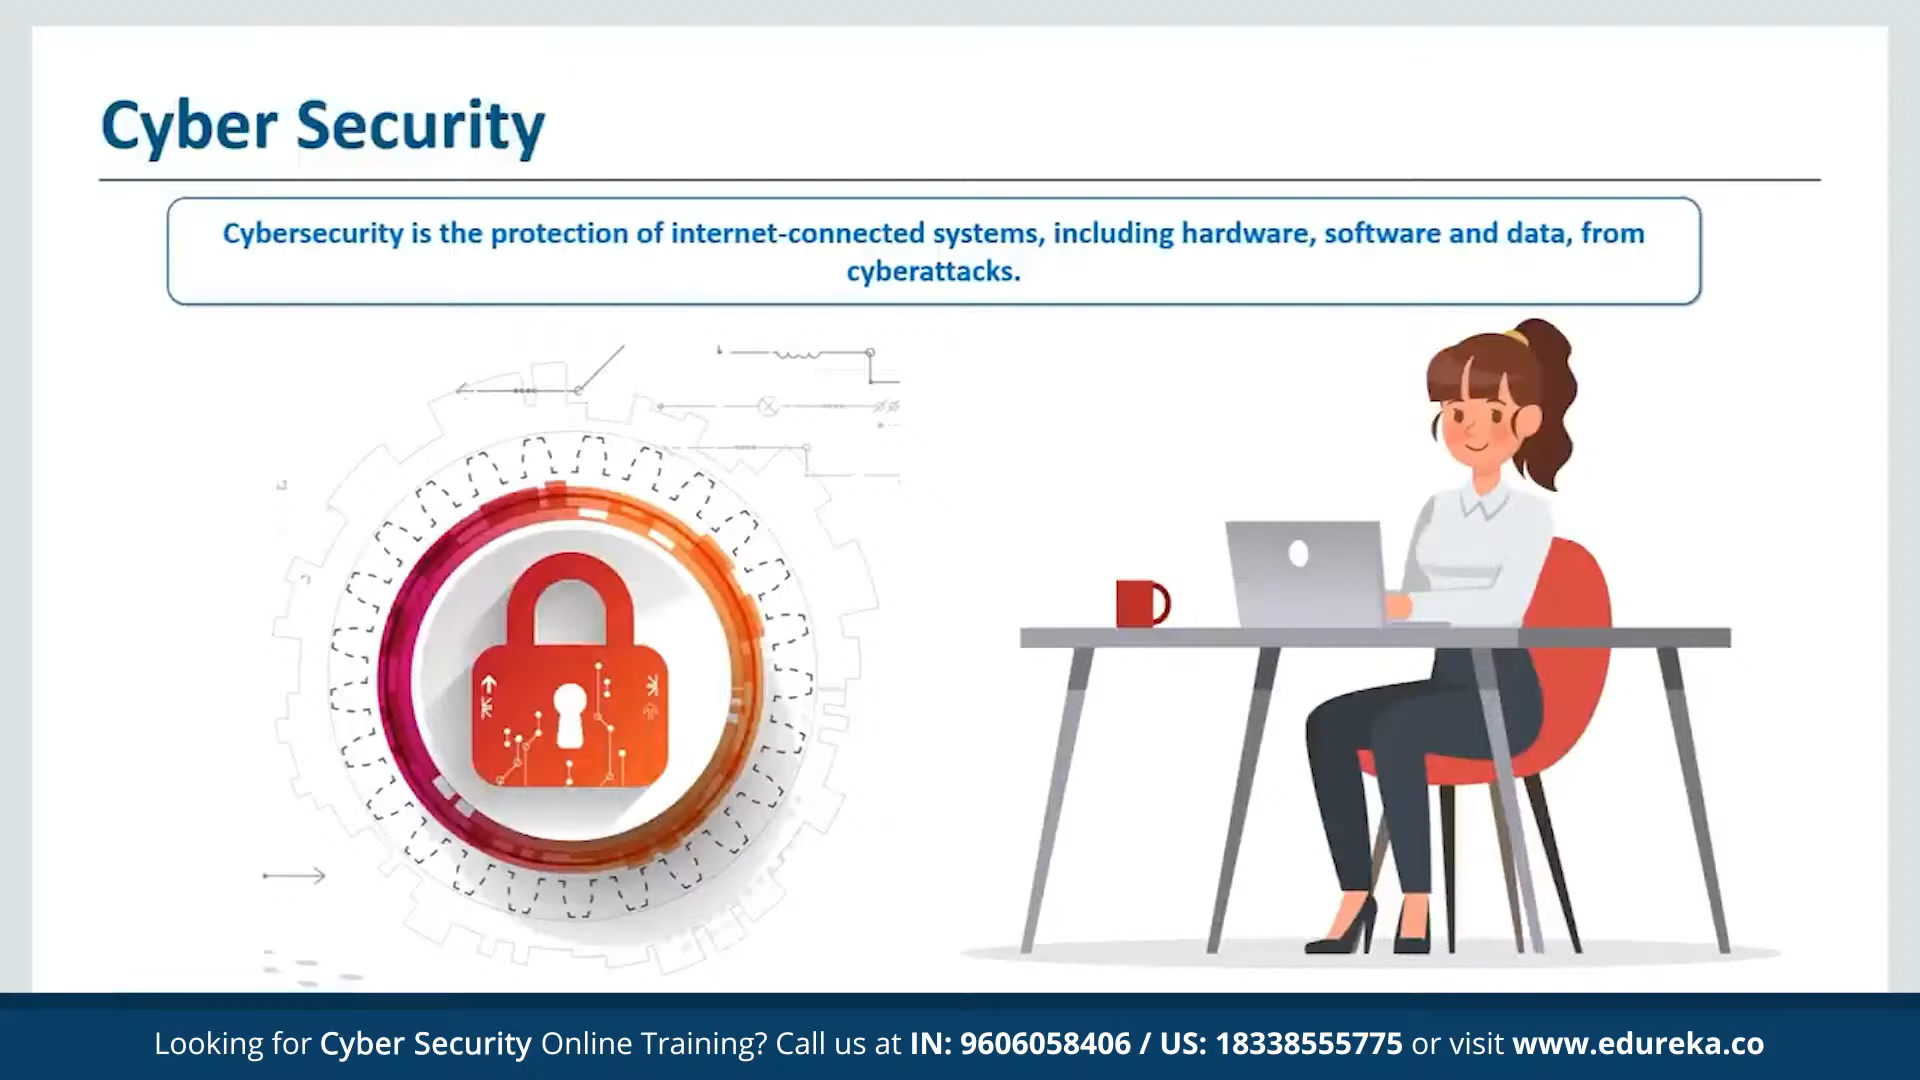 Cyber Security
Cybersecurity is the protection of internet-connected systems, including hardware, software and data, from
cyberattacks.
Looking for Cyber Security Online Training? Call us at IN: 9606058406 / US: 18338555775 or visit www.edureka.co